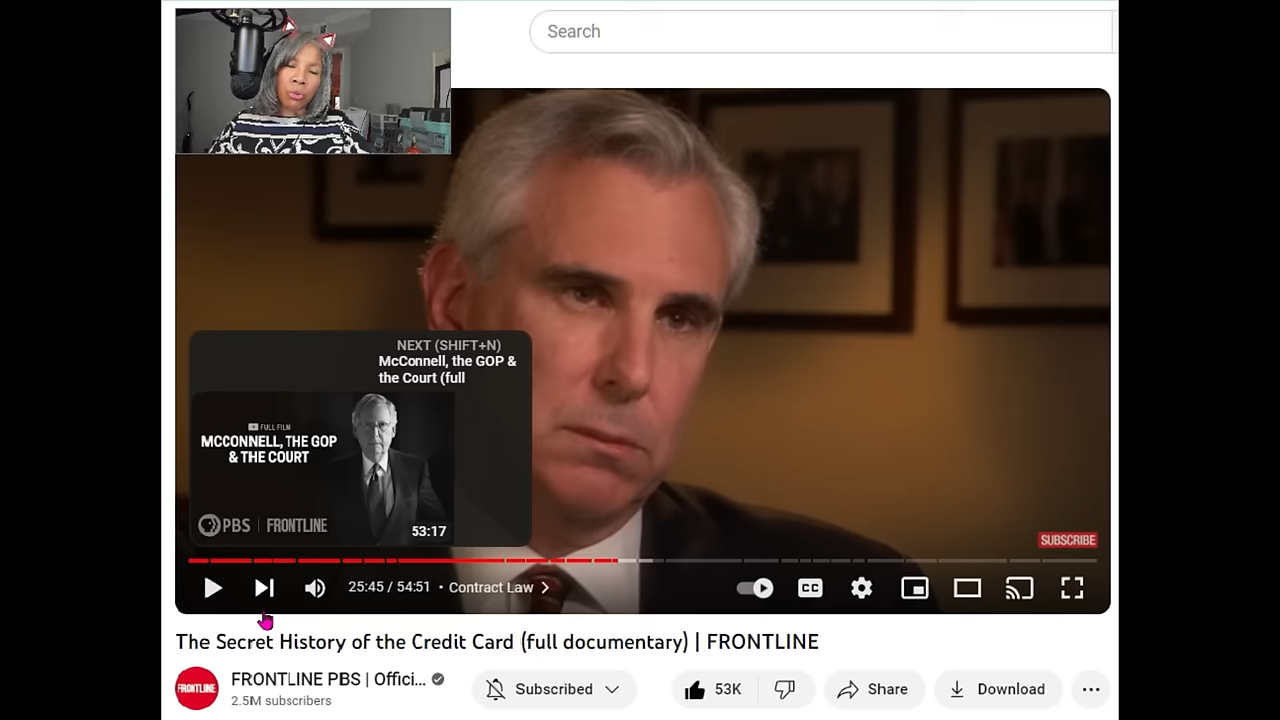 Search
NEXT (SHIFT+N)
McConnell, the GOP &
the Court (full
FULL FILM
MCCONNELL, THE GOP
& THE COURT
PBS | FRONTLINE
53:17
SUBSCRIBE
25:45 / 54:51 • Contract Law
CC
The Secret History of the Credit Card (full documentary) | FRONTLINE
FRONTLINE
FRONTLINE PBS | Offici...
2.5M subscribers
Subscribed
53K
Share
Download